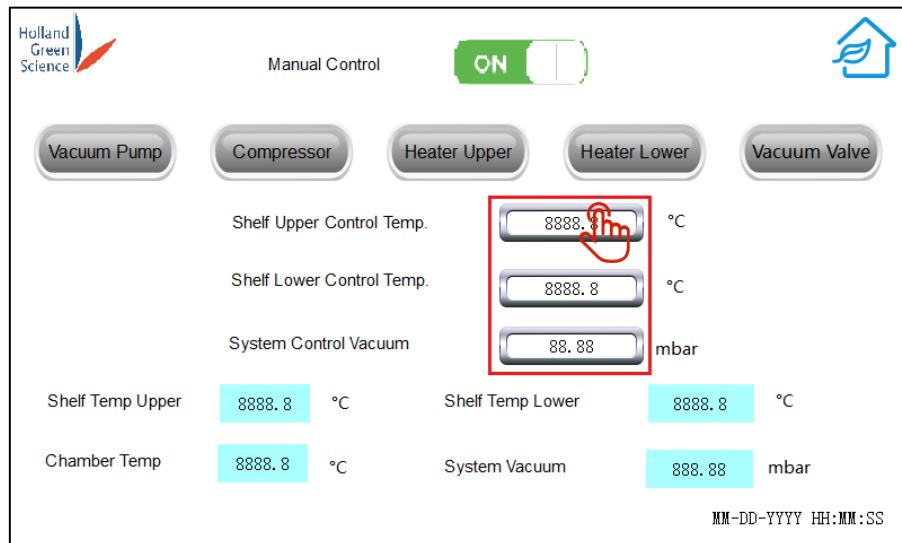 Holland
Green
Science
Manual Control
ON
Vacuum Pump
Compressor
Heater Upper
Heater Lower
Vacuum Valve
Shelf Upper Control Temp.
8888.8
°C
Shelf Lower Control Temp.
8888.8
°C
System Control Vacuum
88.88
mbar
Shelf Temp Upper
8888.8
°C
Shelf Temp Lower
8888.8
°C
Chamber Temp
8888.8
°C
System Vacuum
888.88
mbar
MM-DD-YYYY HH:MM:SS